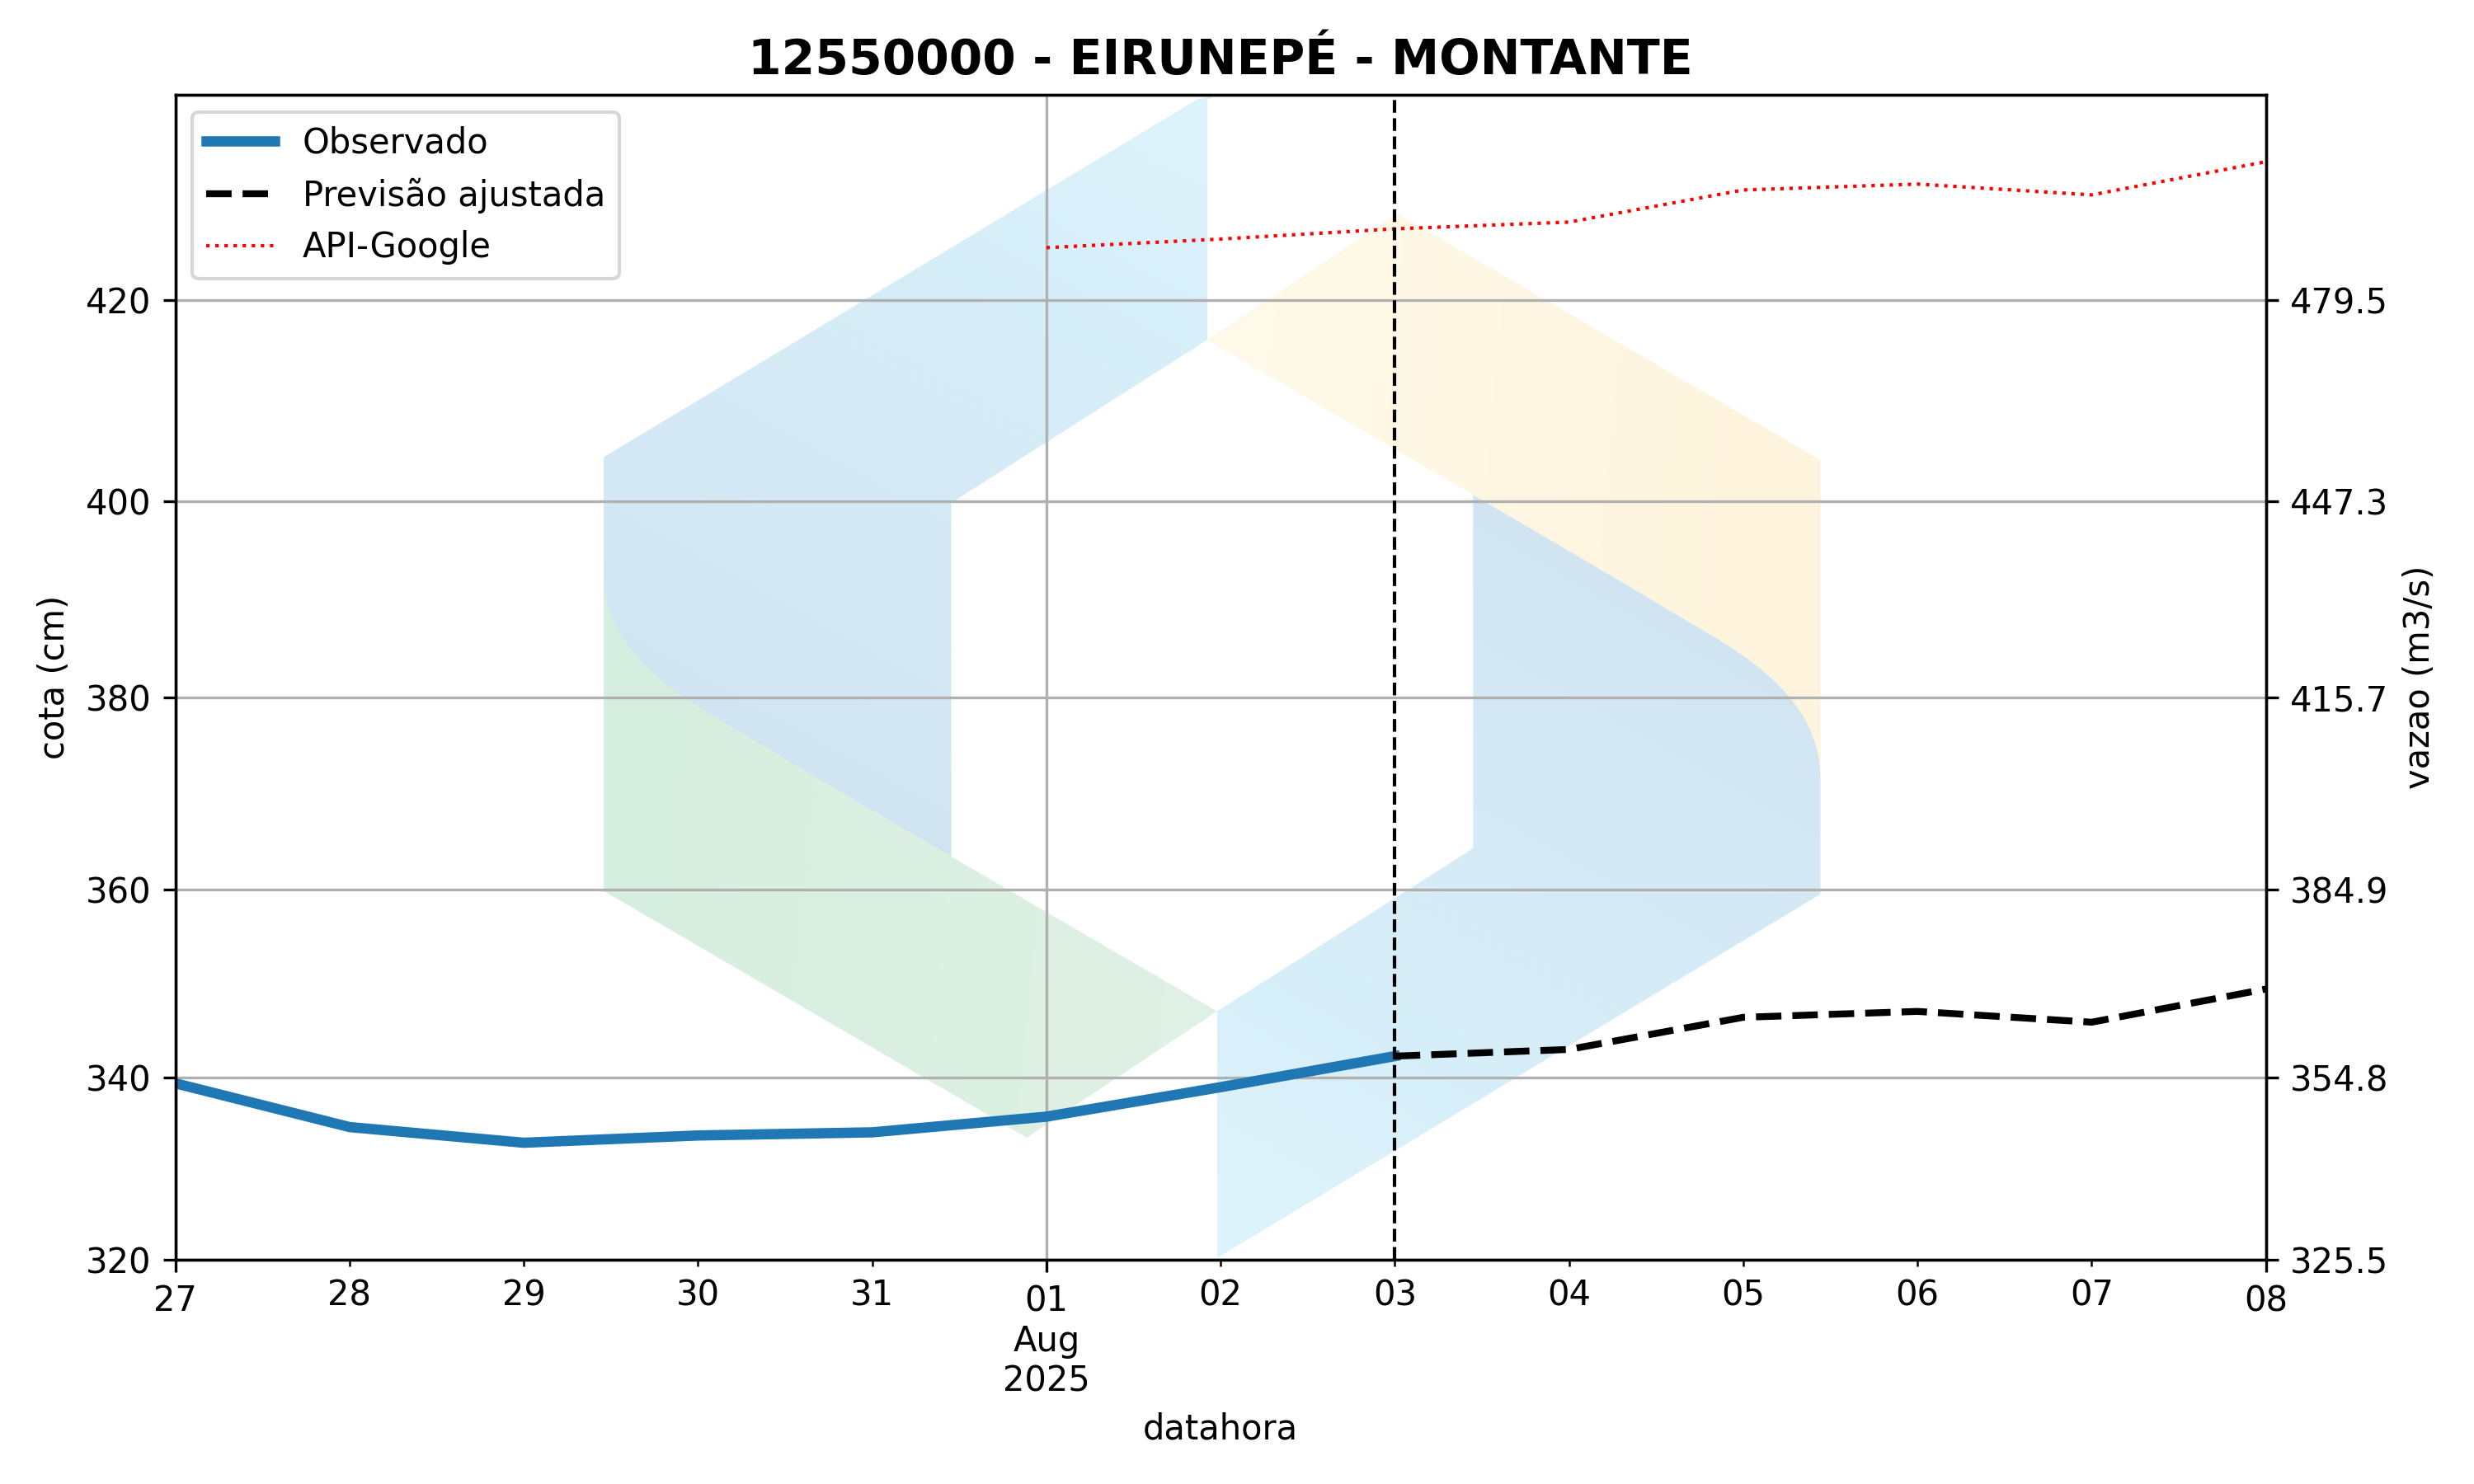 12550000 - EIRUNEPÉ - MONTANTE
Observado
Previsão ajustada
API-Google
420
400
380
360
340
320
cota (cm)
479.5
447.3
415.7
384.9
354.8
325.5
vazao (m3/s)
27 28 29 30 31 01 02 03 04 05 06 07 08
Aug
2025
datahora